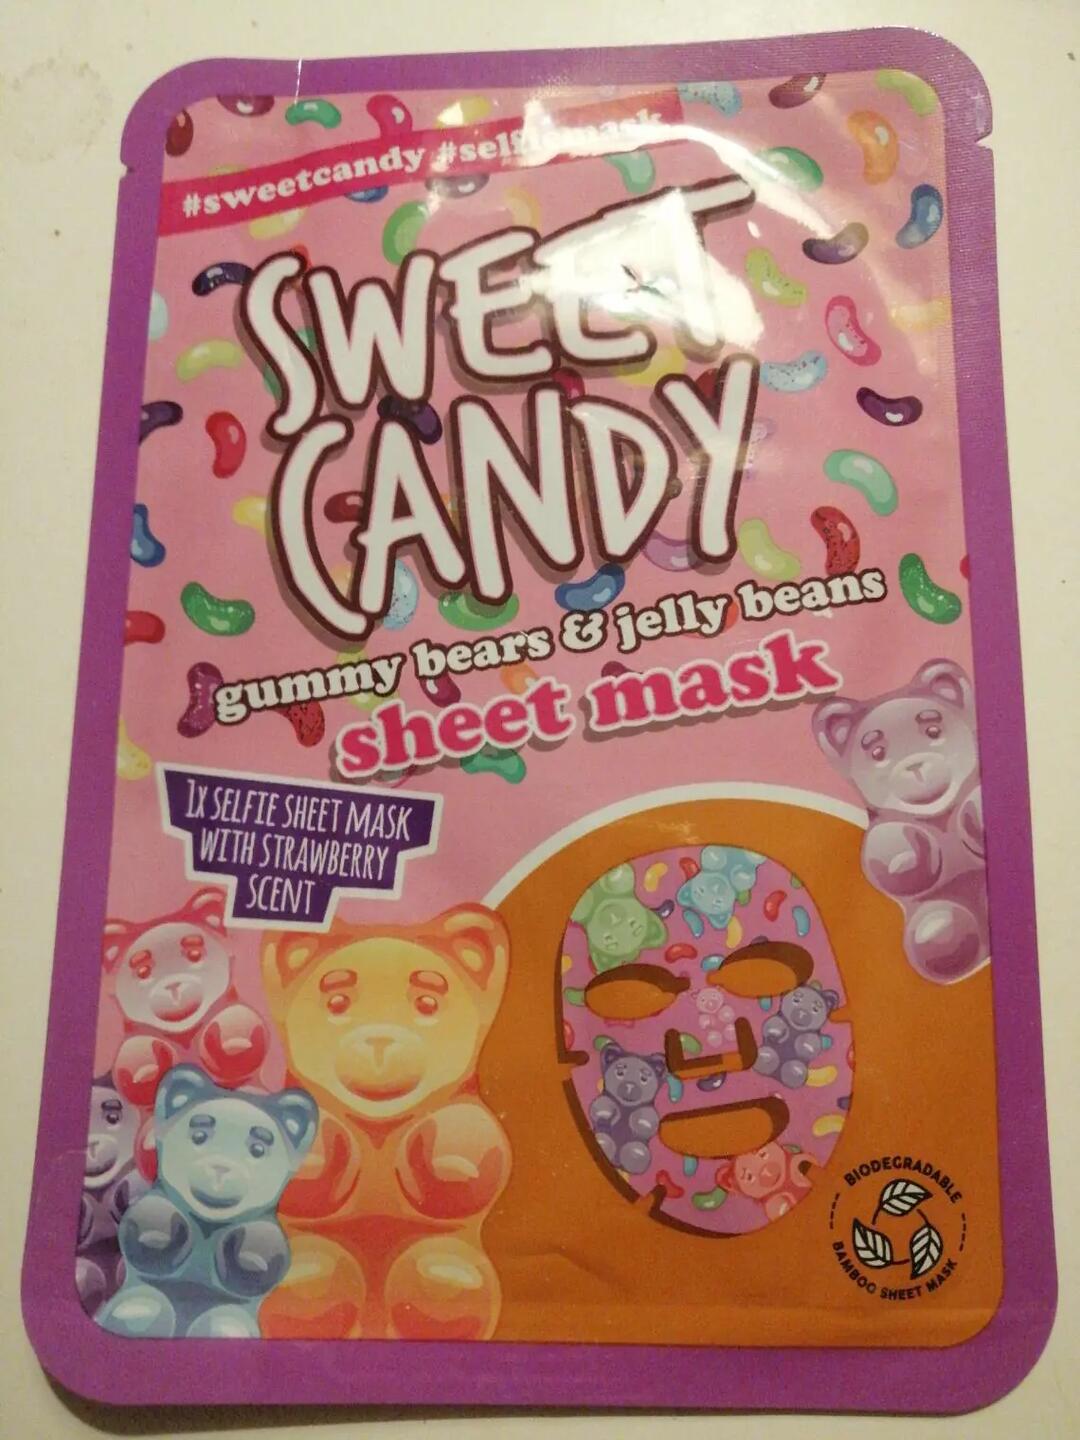 #sweetcandy #selfiemask
SWEET
CANDY
gummy bears & jelly beans
sheet mask
1X SELFIE SHEET MASK
WITH STRAWBERRY
SCENT
BIODEGRADABLE
BAMBOO SHEET MASK